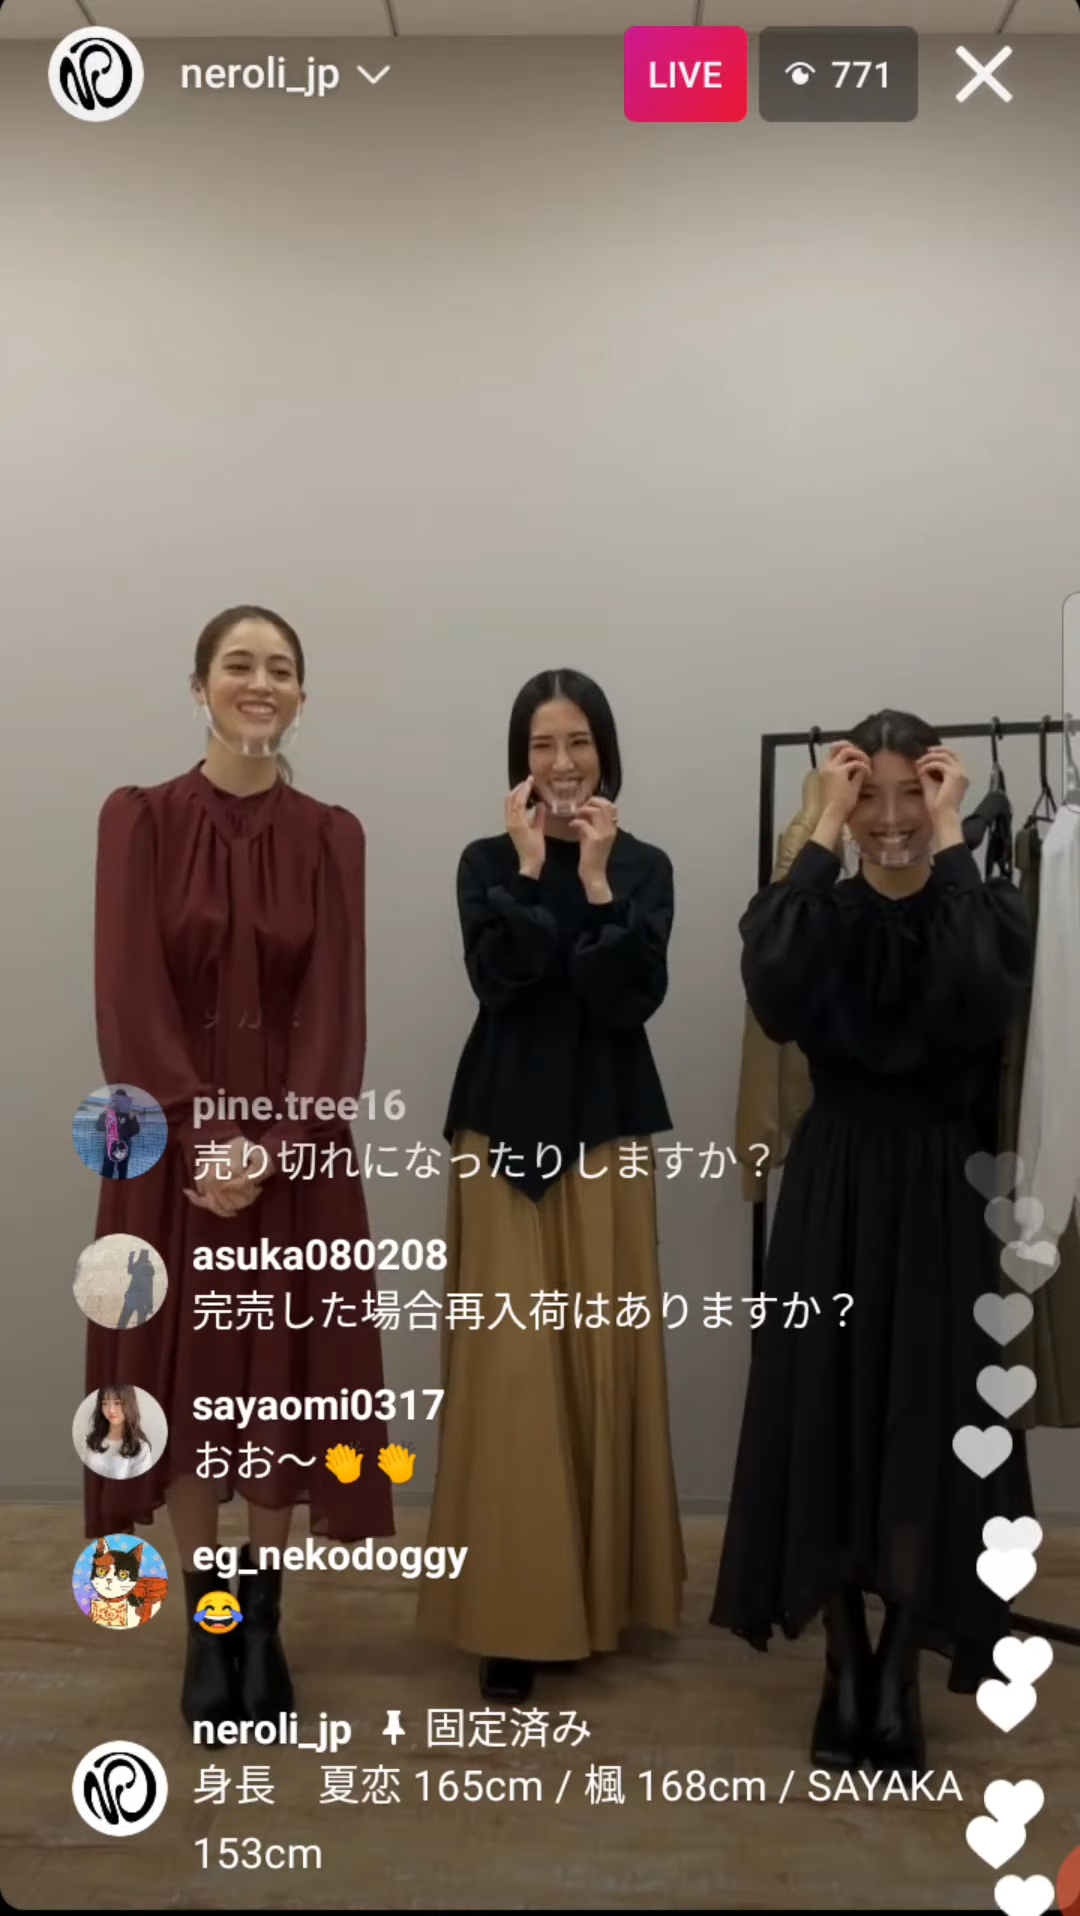 neroli_jp
LIVE
771
pine.tree16
売り切れになったりしますか？
asuka080208
完売した場合再入荷はありますか？
sayaomi0317
おお〜👏👏
eg_nekodoggy
😂
neroli_jp 固定済み
身長　夏恋 165cm / 楓 168cm / SAYAKA
153cm